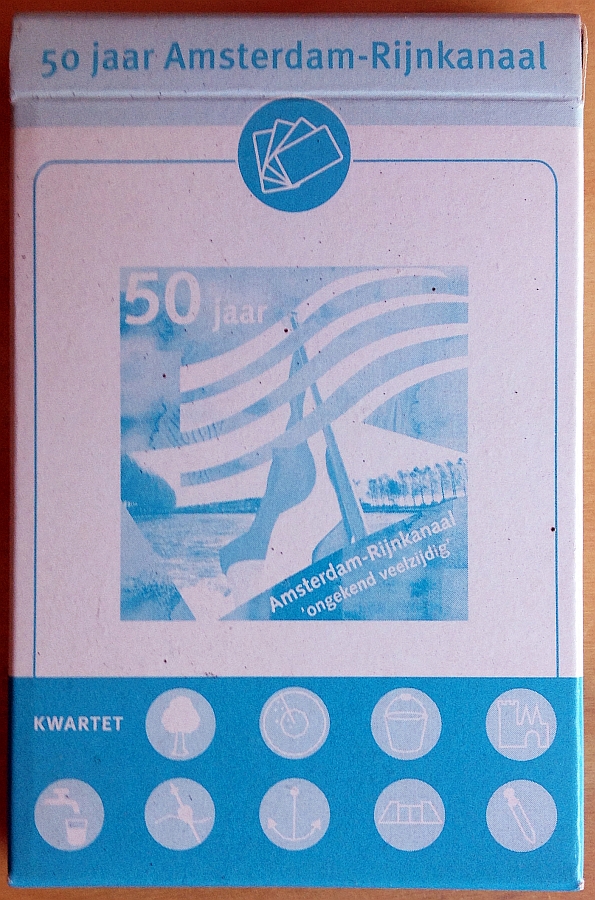 50 jaar Amsterdam-Rijnkanaal
50 jaar
Amsterdam-Rijnkanaal
'ongekend veelzijdig'
KWARTET